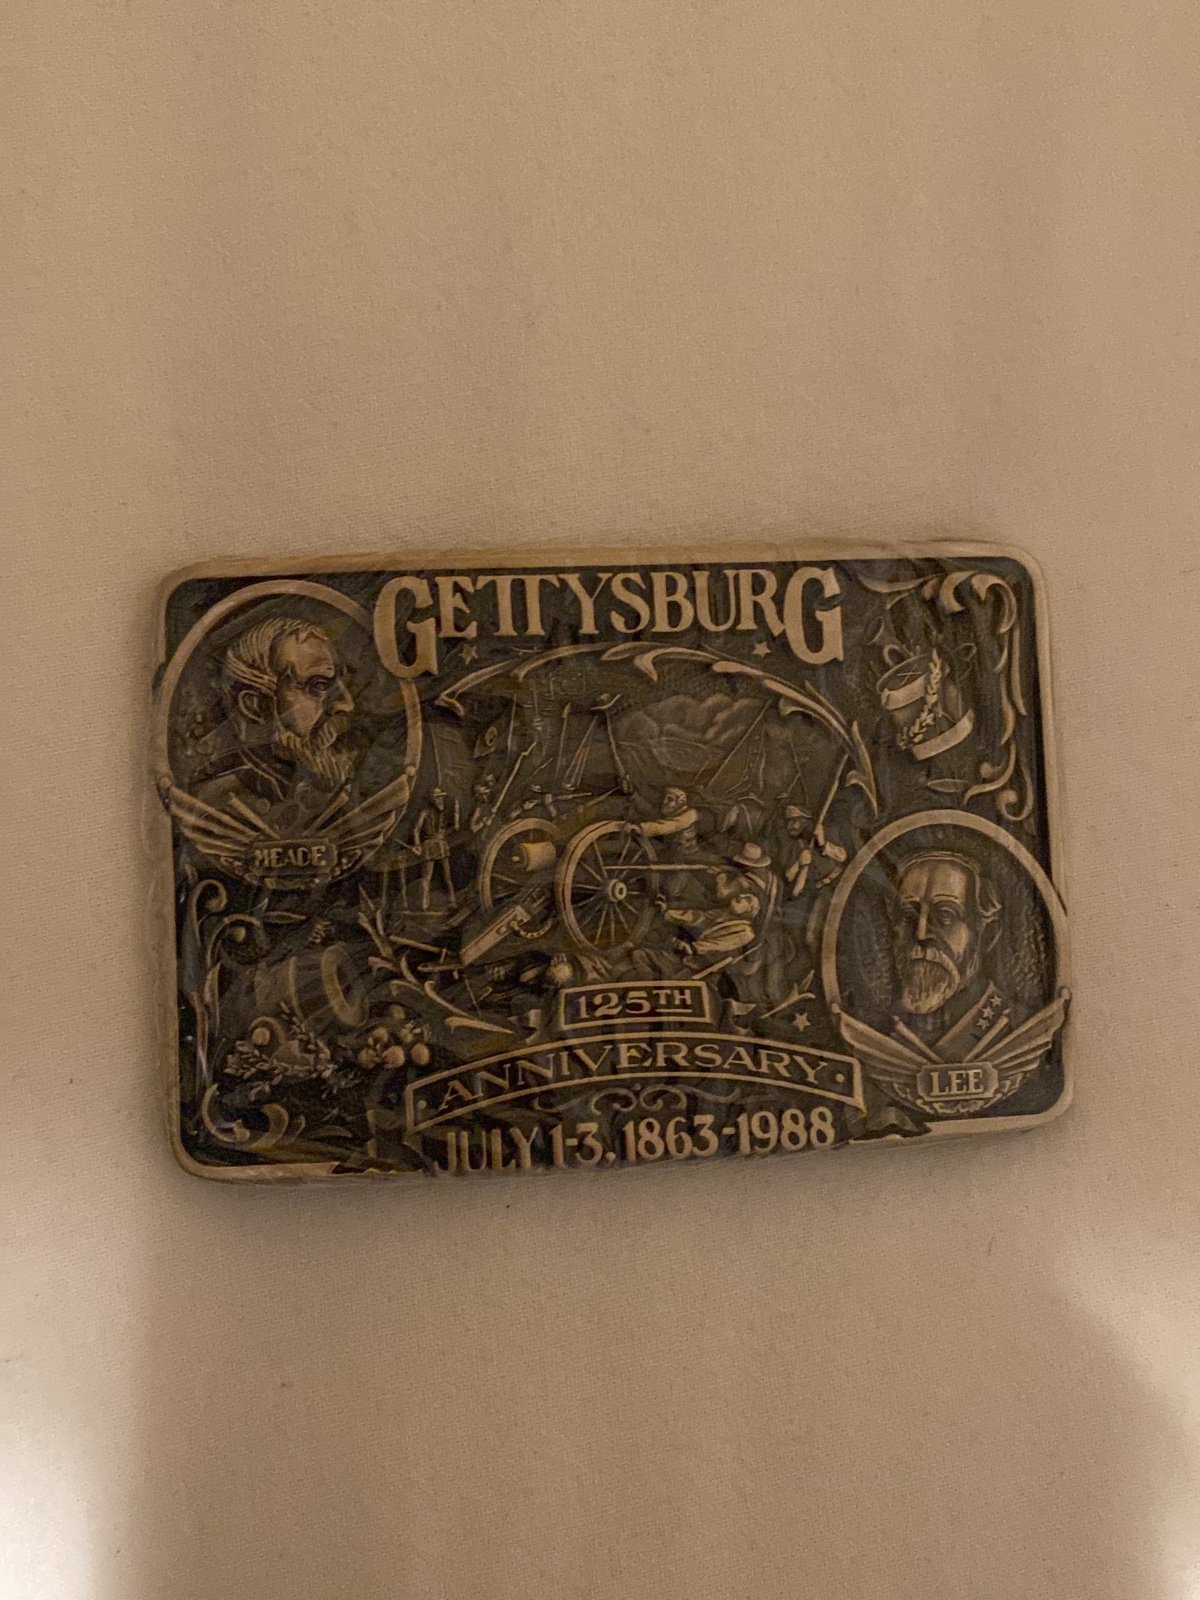 GETTYSBURG
MEADE
125TH
ANNIVERSARY
LEE
JULY 1-3, 1863-1988